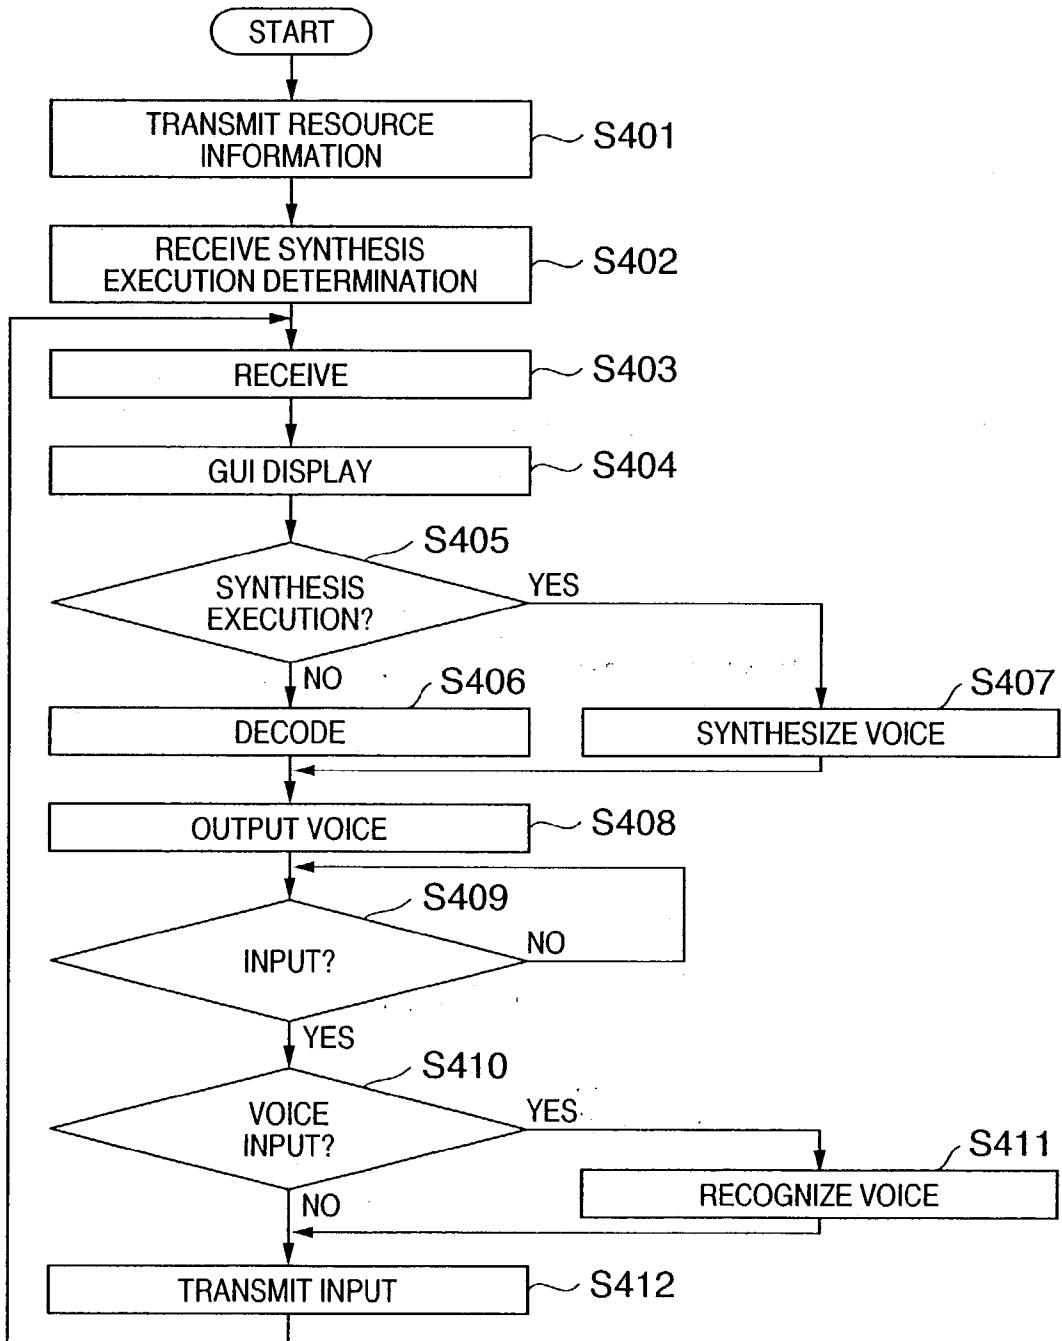 START
TRANSMIT RESOURCE
INFORMATION
S401
RECEIVE SYNTHESIS
EXECUTION DETERMINATION
S402
RECEIVE
S403
GUI DISPLAY
S404
S405
SYNTHESIS
EXECUTION?
YES
NO
S406
DECODE
S407
SYNTHESIZE VOICE
OUTPUT VOICE
S408
S409
INPUT?
NO
YES
S410
VOICE
INPUT?
YES
NO
S411
RECOGNIZE VOICE
TRANSMIT INPUT
S412